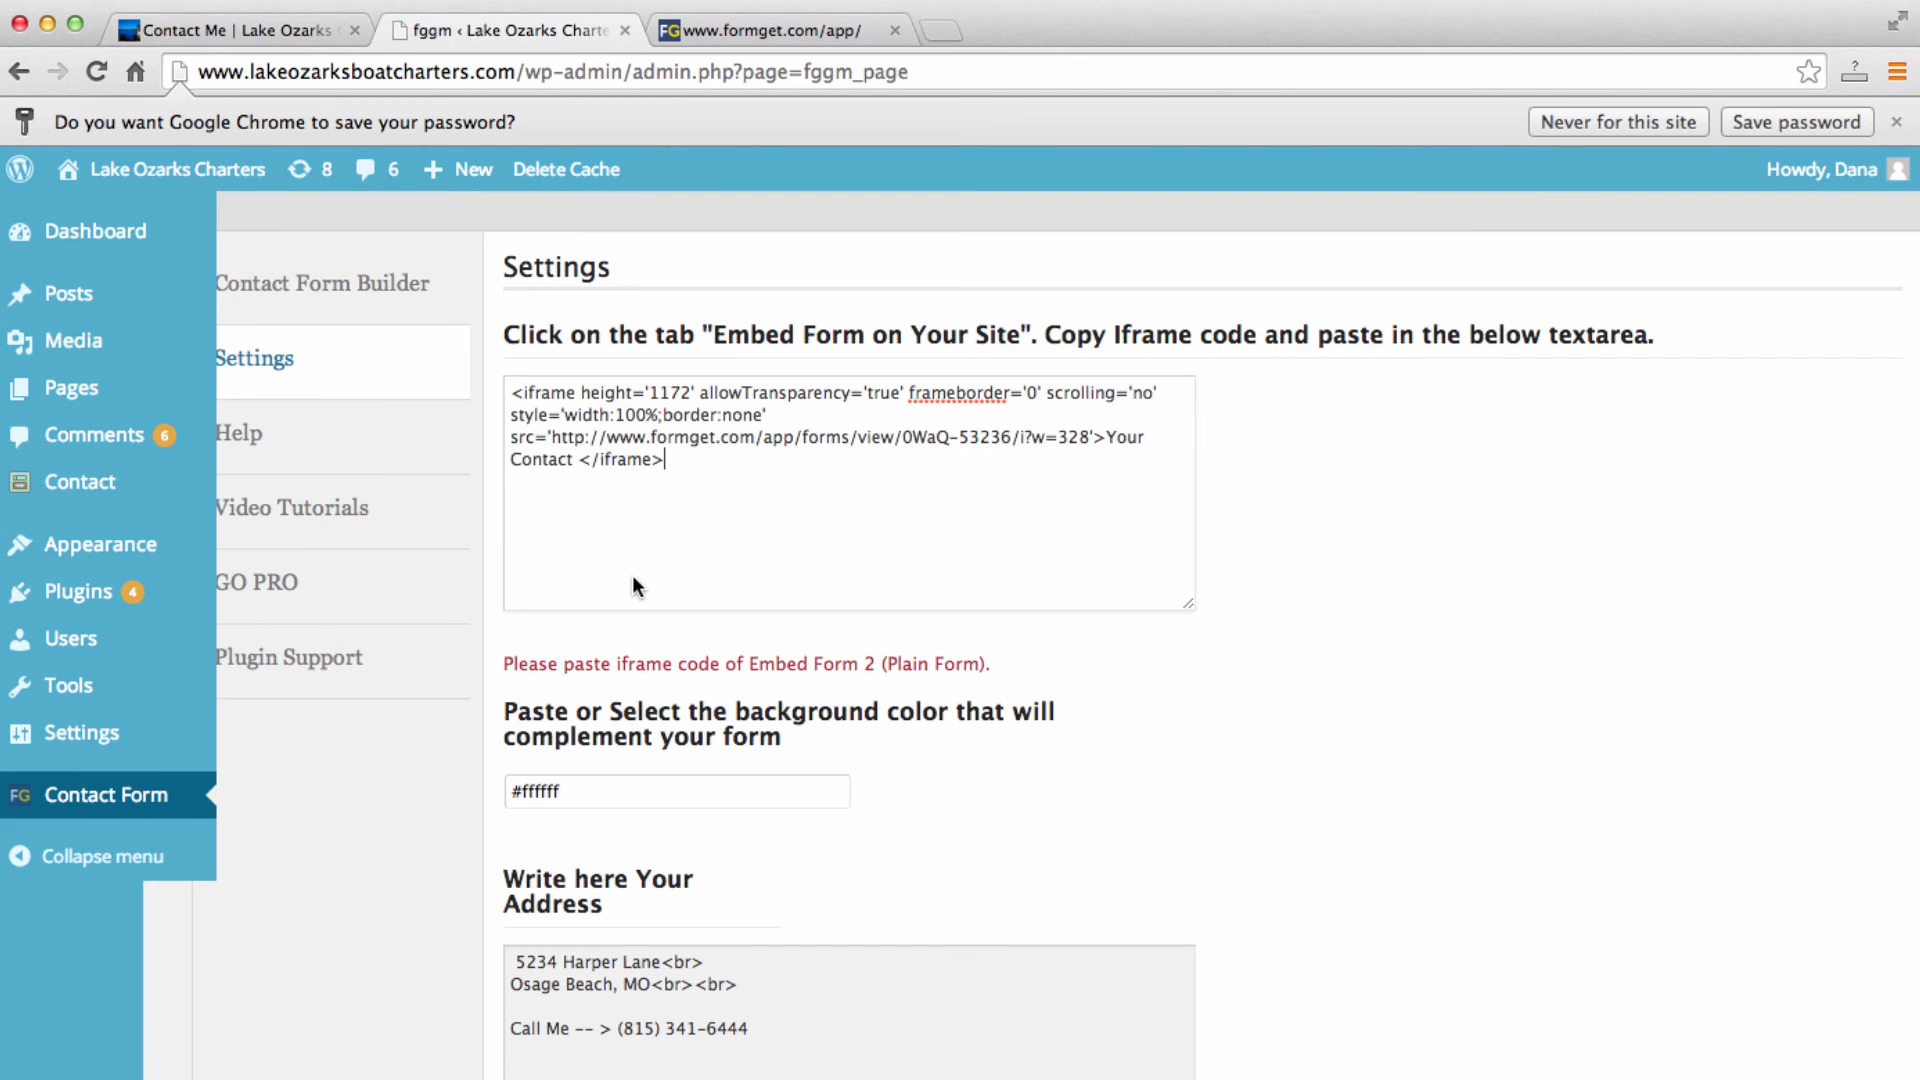 Contact Me | Lake Ozarks C
fggm ‹ Lake Ozarks Charte
FG www.formget.com/app/
www.lakeozarksboatcharters.com/wp-admin/admin.php?page=fggm_page
Do you want Google Chrome to save your password?
Never for this site
Save password
Lake Ozarks Charters
8
6
New
Delete Cache
Howdy, Dana
Dashboard
Posts
Media
Pages
Comments 6
Contact
Appearance
Plugins 4
Users
Tools
Settings
FG Contact Form
Collapse menu
Contact Form Builder
Settings
Help
Video Tutorials
GO PRO
Plugin Support
Settings
Click on the tab "Embed Form on Your Site". Copy Iframe code and paste in the below textarea.
<iframe height='1172' allowTransparency='true' frameborder='0' scrolling='no'
style='width:100%;border:none'
src='http://www.formget.com/app/forms/view/0WaQ-53236/i?w=328'>Your
Contact </iframe>
Please paste iframe code of Embed Form 2 (Plain Form).
Paste or Select the background color that will
complement your form
#ffffff
Write here Your
Address
5234 Harper Lane<br>
Osage Beach, MO<br><br>
Call Me -- > (815) 341-6444